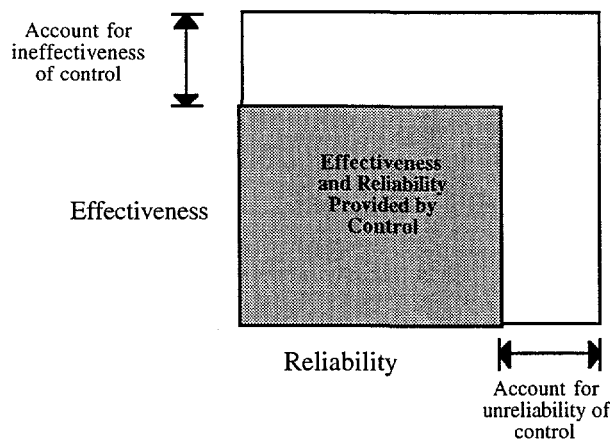 Account for
ineffectiveness
of control
Effectiveness
and Reliability
Provided by
Control
Effectiveness
Reliability
Account for
unreliability of
control